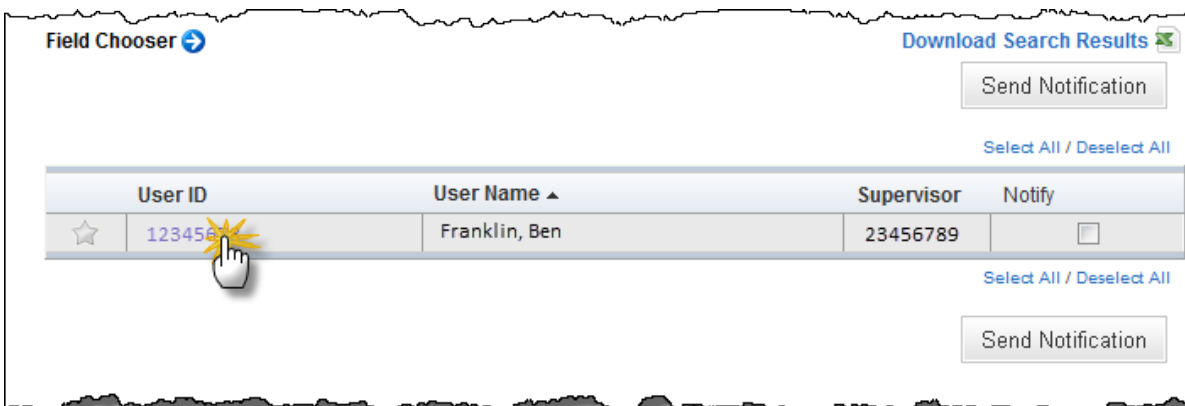 Field Chooser Download Search Results
Send Notification
Select All / Deselect All
User ID User Name Supervisor Notify
Franklin, Ben 23456789
Select All / Deselect All
Send Notification